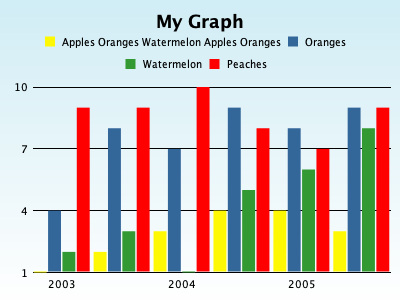 My Graph
Apples Oranges Watermelon Apples Oranges Oranges
Watermelon Peaches
10
7
4
1
2003 2004 2005